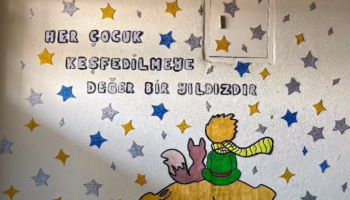 HER ÇOCUK
KEŞFEDİLMEYE
DEĞER BİR YILDIZDIR